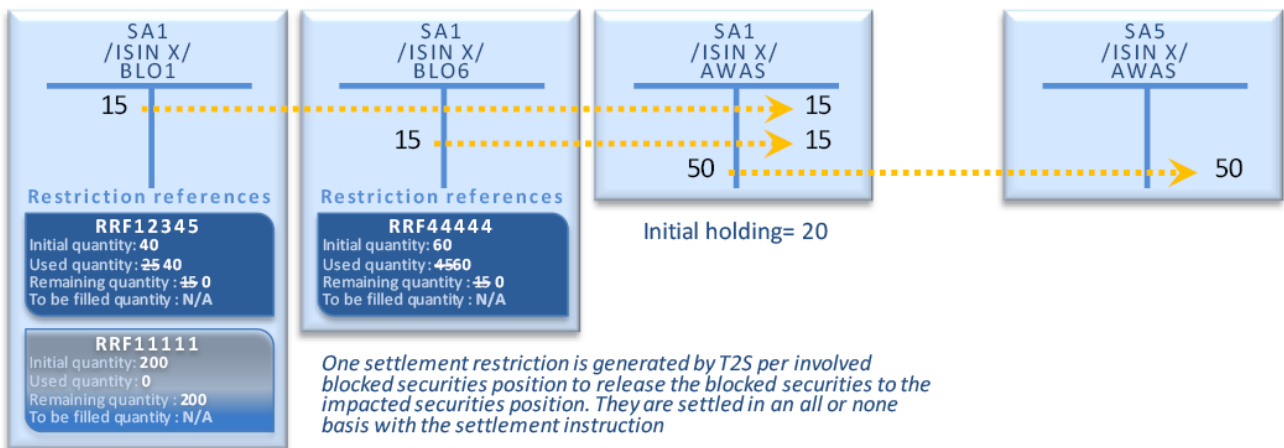 SA1
/ISIN X/
BLO1
15
Restriction references
RRF12345
Initial quantity: 40
Used quantity: 25 40
Remaining quantity : 15 0
To be filled quantity : N/A
RRF11111
Initial quantity: 200
Used quantity: 0
Remaining quantity : 200
To be filled quantity : N/A
SA1
/ISIN X/
BLO6
15
Restriction references
RRF44444
Initial quantity: 60
Used quantity: 4560
Remaining quantity : 15 0
To be filled quantity : N/A
SA1
/ISIN X/
AWAS
15
15
50
Initial holding= 20
SA5
/ISIN X/
AWAS
50
One settlement restriction is generated by T2S per involved
blocked securities position to release the blocked securities to the
impacted securities position. They are settled in an all or none
basis with the settlement instruction